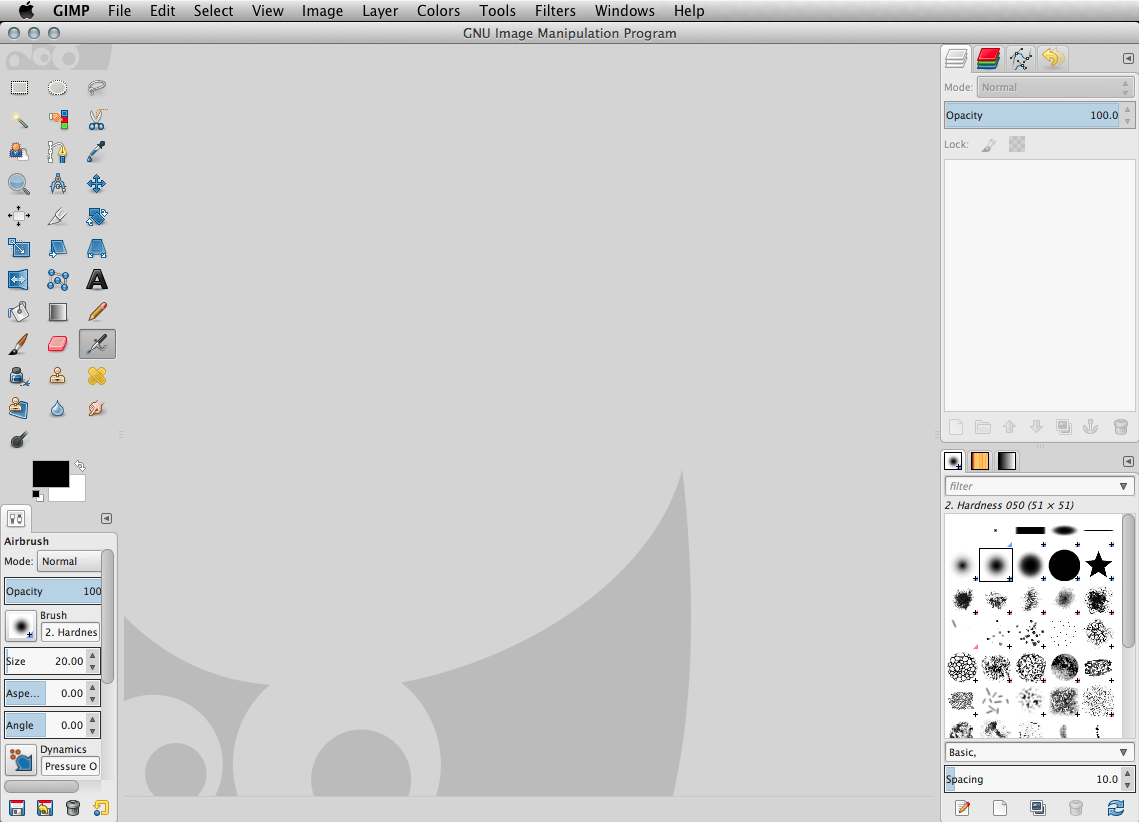 GIMP File Edit Select View Image Layer Colors Tools Filters Windows Help
GNU Image Manipulation Program
Airbrush
Mode: Normal
Opacity 100
Brush
2. Hardnes
Size 20.00
Aspe... 0.00
Angle 0.00
Dynamics
Pressure O
Mode: Normal
Opacity 100.0
Lock:
filter
2. Hardness 050 (51 × 51)
Basic,
Spacing 10.0